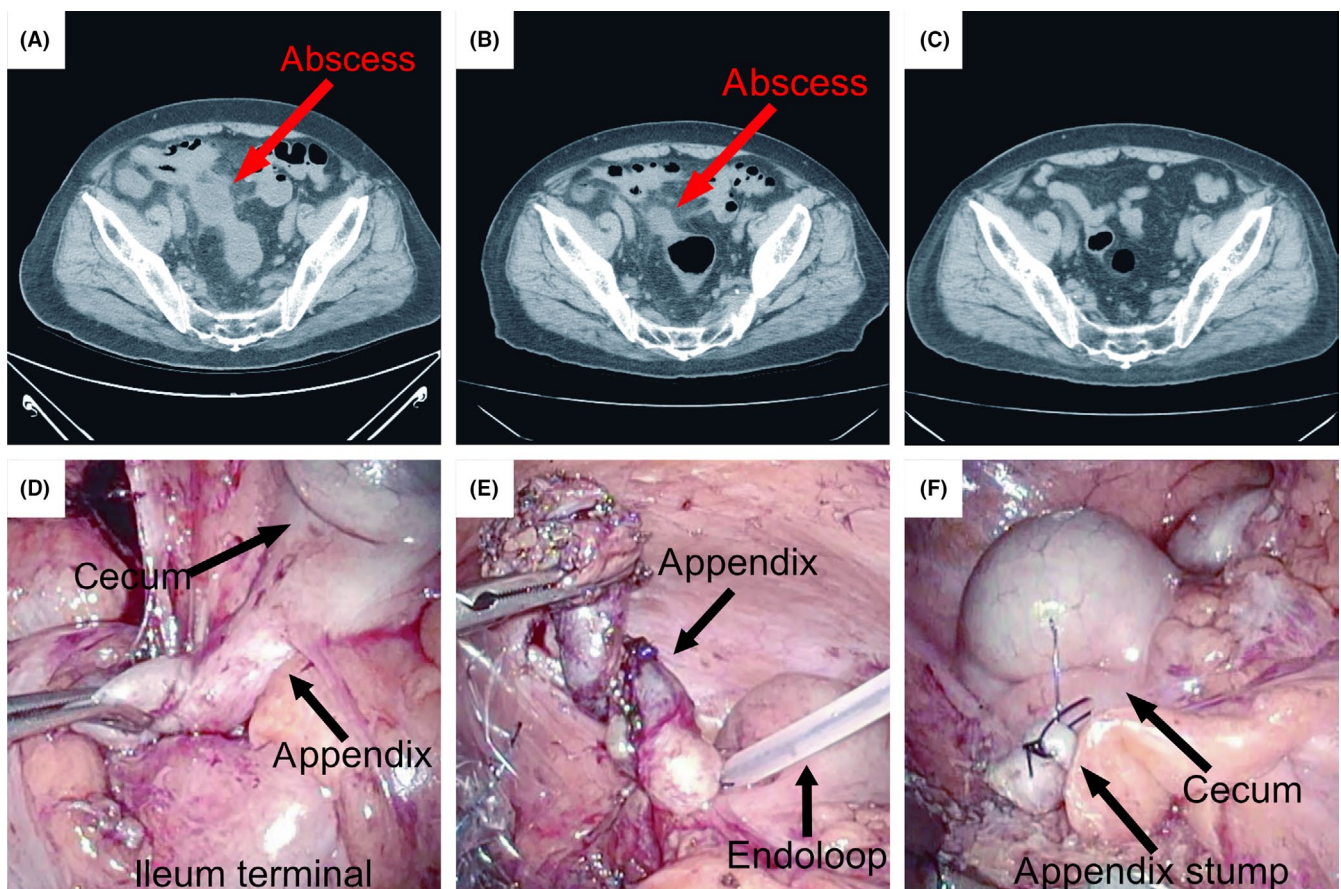 (A)
Abscess
(B)
Abscess
(C)
(D)
Cecum
Appendix
Ileum terminal
(E)
Appendix
Endoloop
(F)
Cecum
Appendix stump